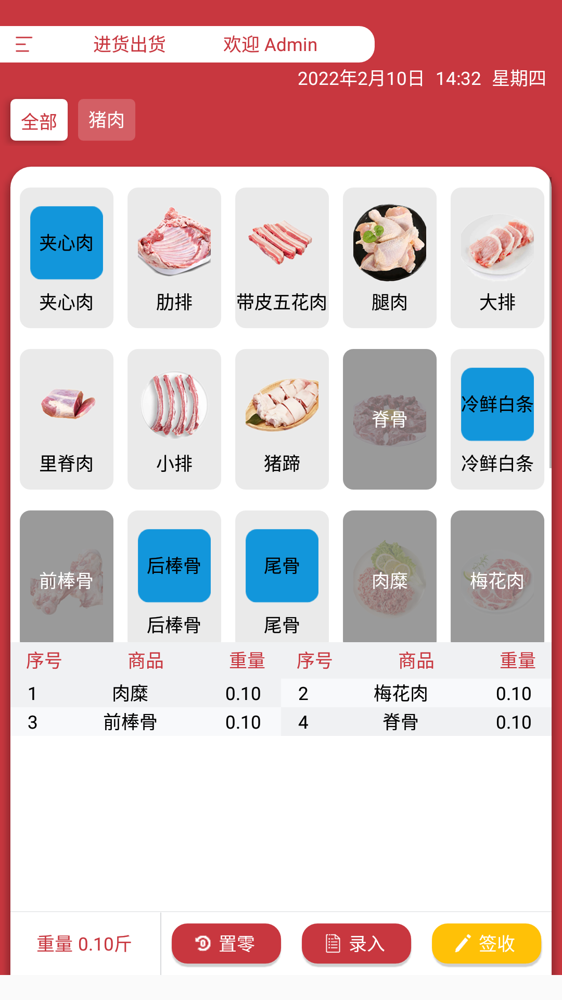 进货出货 欢迎 Admin
2022年2月10日 14:32 星期四
全部 猪肉
夹心肉
夹心肉 肋排 带皮五花肉 腿肉 大排
脊骨 冷鲜白条
里脊肉 小排 猪蹄 冷鲜白条
前棒骨 后棒骨 尾骨 肉糜 梅花肉
后棒骨 尾骨
序号 商品 重量 序号 商品 重量
1 肉糜 0.10 2 梅花肉 0.10
3 前棒骨 0.10 4 脊骨 0.10
重量 0.10斤 置零 录入 签收